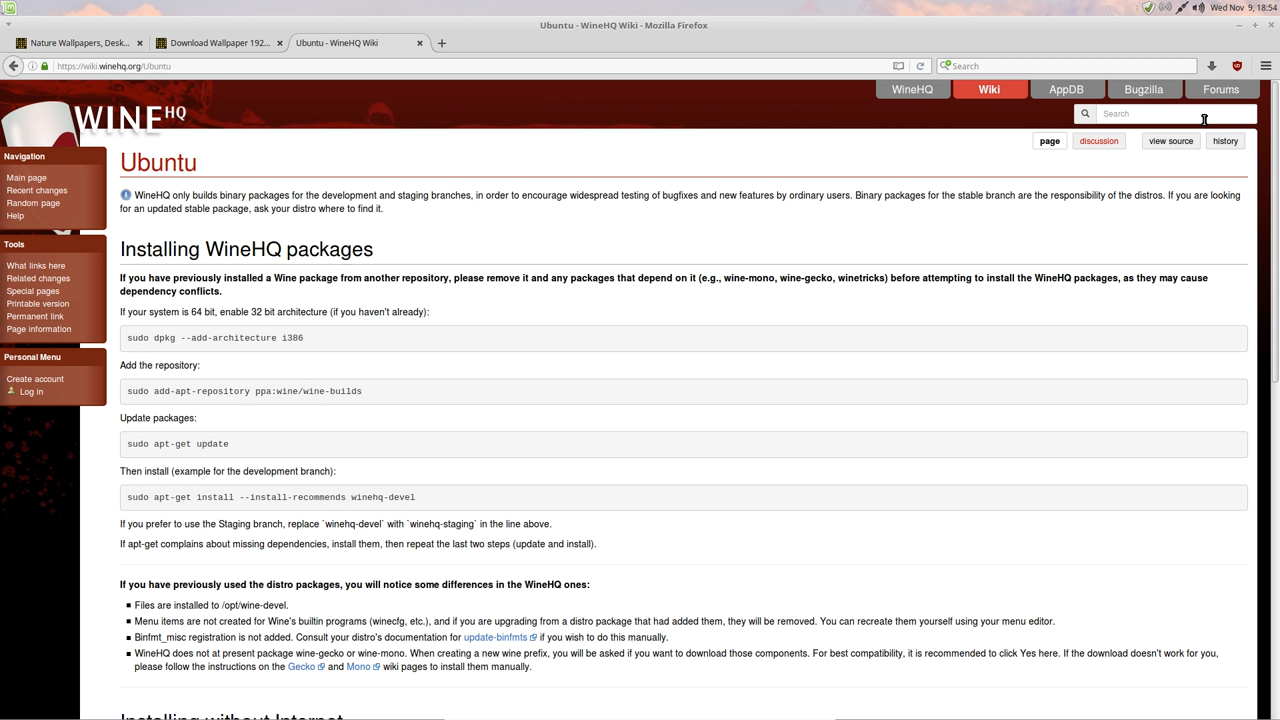 Wed Nov 9, 18:54
Ubuntu - WineHQ Wiki - Mozilla Firefox
Nature Wallpapers, Desk... × Download Wallpaper 192... × Ubuntu - WineHQ Wiki × +
https://wiki.winehq.org/Ubuntu Search
WineHQ Wiki AppDB Bugzilla Forums
WINE HQ
Search
page discussion view source history
Navigation
Main page
Recent changes
Random page
Help
Tools
What links here
Related changes
Special pages
Printable version
Permanent link
Page information
Personal Menu
Create account
Log in
Ubuntu
WineHQ only builds binary packages for the development and staging branches, in order to encourage widespread testing of bugfixes and new features by ordinary users. Binary packages for the stable branch are the responsibility of the distros. If you are looking
for an updated stable package, ask your distro where to find it.
Installing WineHQ packages
If you have previously installed a Wine package from another repository, please remove it and any packages that depend on it (e.g., wine-mono, wine-gecko, winetricks) before attempting to install the WineHQ packages, as they may cause
dependency conflicts.
If your system is 64 bit, enable 32 bit architecture (if you haven't already):
sudo dpkg --add-architecture i386
Add the repository:
sudo add-apt-repository ppa:wine/wine-builds
Update packages:
sudo apt-get update
Then install (example for the development branch):
sudo apt-get install --install-recommends winehq-devel
If you prefer to use the Staging branch, replace `winehq-devel` with `winehq-staging` in the line above.
If apt-get complains about missing dependencies, install them, then repeat the last two steps (update and install).
If you have previously used the distro packages, you will notice some differences in the WineHQ ones:
Files are installed to /opt/wine-devel.
Menu items are not created for Wine's builtin programs (winecfg, etc.), and if you are upgrading from a distro package that had added them, they will be removed. You can recreate them yourself using your menu editor.
Binfmt_misc registration is not added. Consult your distro's documentation for update-binfmts if you wish to do this manually.
WineHQ does not at present package wine-gecko or wine-mono. When creating a new wine prefix, you will be asked if you want to download those components. For best compatibility, it is recommended to click Yes here. If the download doesn't work for you,
please follow the instructions on the Gecko and Mono wiki pages to install them manually.
Installing without Internet